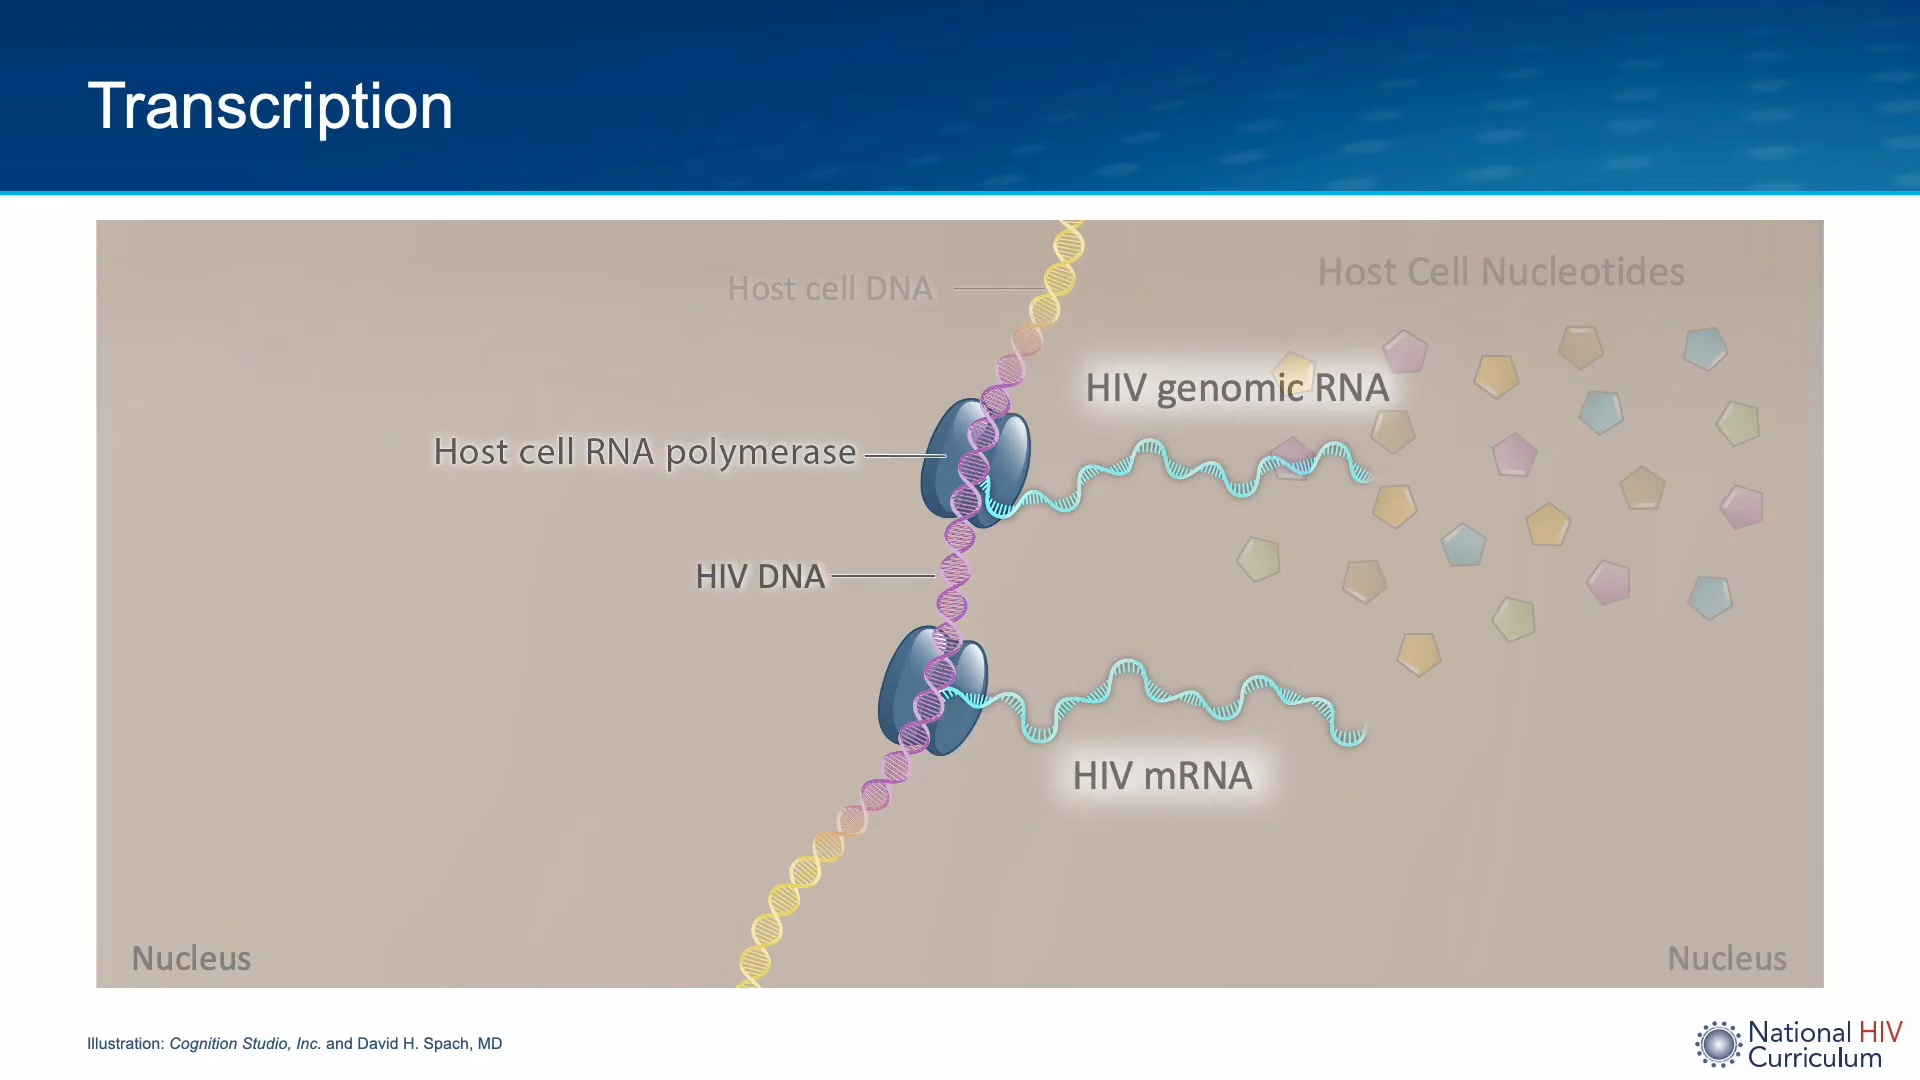 Transcription
Host cell DNA
Host Cell Nucleotides
HIV genomic RNA
Host cell RNA polymerase
HIV DNA
HIV mRNA
Nucleus
Nucleus
Illustration: Cognition Studio, Inc. and David H. Spach, MD
National HIV
Curriculum